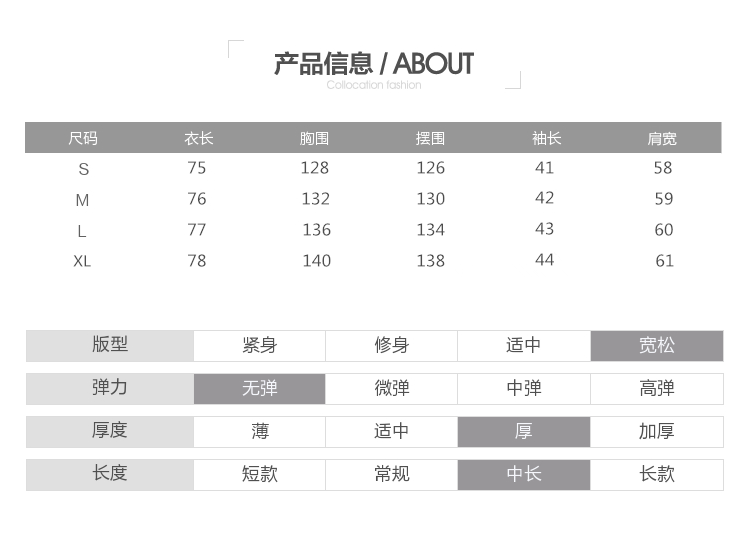 产品信息 / ABOUT
Collocation fashion
尺码 衣长 胸围 摆围 袖长 肩宽
S 75 128 126 41 58
M 76 132 130 42 59
L 77 136 134 43 60
XL 78 140 138 44 61
版型 紧身 修身 适中 宽松
弹力 无弹 微弹 中弹 高弹
厚度 薄 适中 厚 加厚
长度 短款 常规 中长 长款